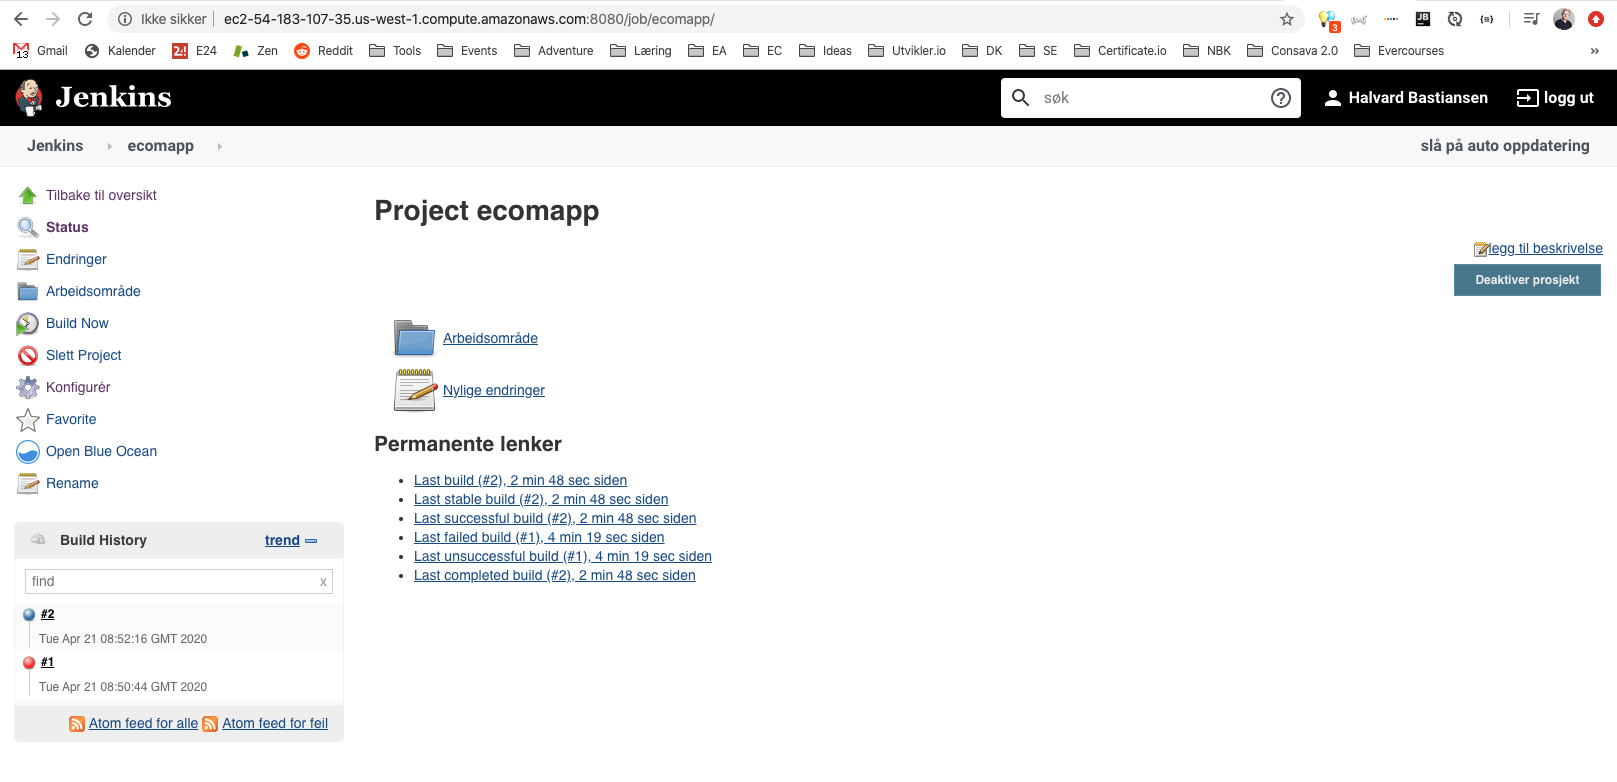 Ikke sikker ec2-54-183-107-35.us-west-1.compute.amazonaws.com:8080/job/ecomapp/
3
JB
13 Gmail Kalender 2.! E24 Zen Reddit Tools Events Adventure Læring EA EC Ideas Utvikler.io DK SE Certificate.io NBK Consava 2.0 Evercourses »
Jenkins søk Halvard Bastiansen logg ut
Jenkins ecomapp slå på auto oppdatering
Tilbake til oversikt
Status
Endringer
Arbeidsområde
Build Now
Slett Project
Konfigurér
Favorite
Open Blue Ocean
Rename
Project ecomapp
legg til beskrivelse
Deaktiver prosjekt
Arbeidsområde
Nylige endringer
Permanente lenker
Last build (#2), 2 min 48 sec siden
Last stable build (#2), 2 min 48 sec siden
Last successful build (#2), 2 min 48 sec siden
Last failed build (#1), 4 min 19 sec siden
Last unsuccessful build (#1), 4 min 19 sec siden
Last completed build (#2), 2 min 48 sec siden
Build History trend
find x
#2
Tue Apr 21 08:52:16 GMT 2020
#1
Tue Apr 21 08:50:44 GMT 2020
Atom feed for alle Atom feed for feil